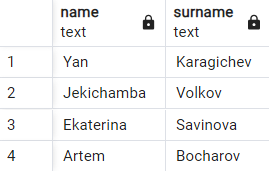 name surname
text text
1 Yan Karagichev
2 Jekichamba Volkov
3 Ekaterina Savinova
4 Artem Bocharov